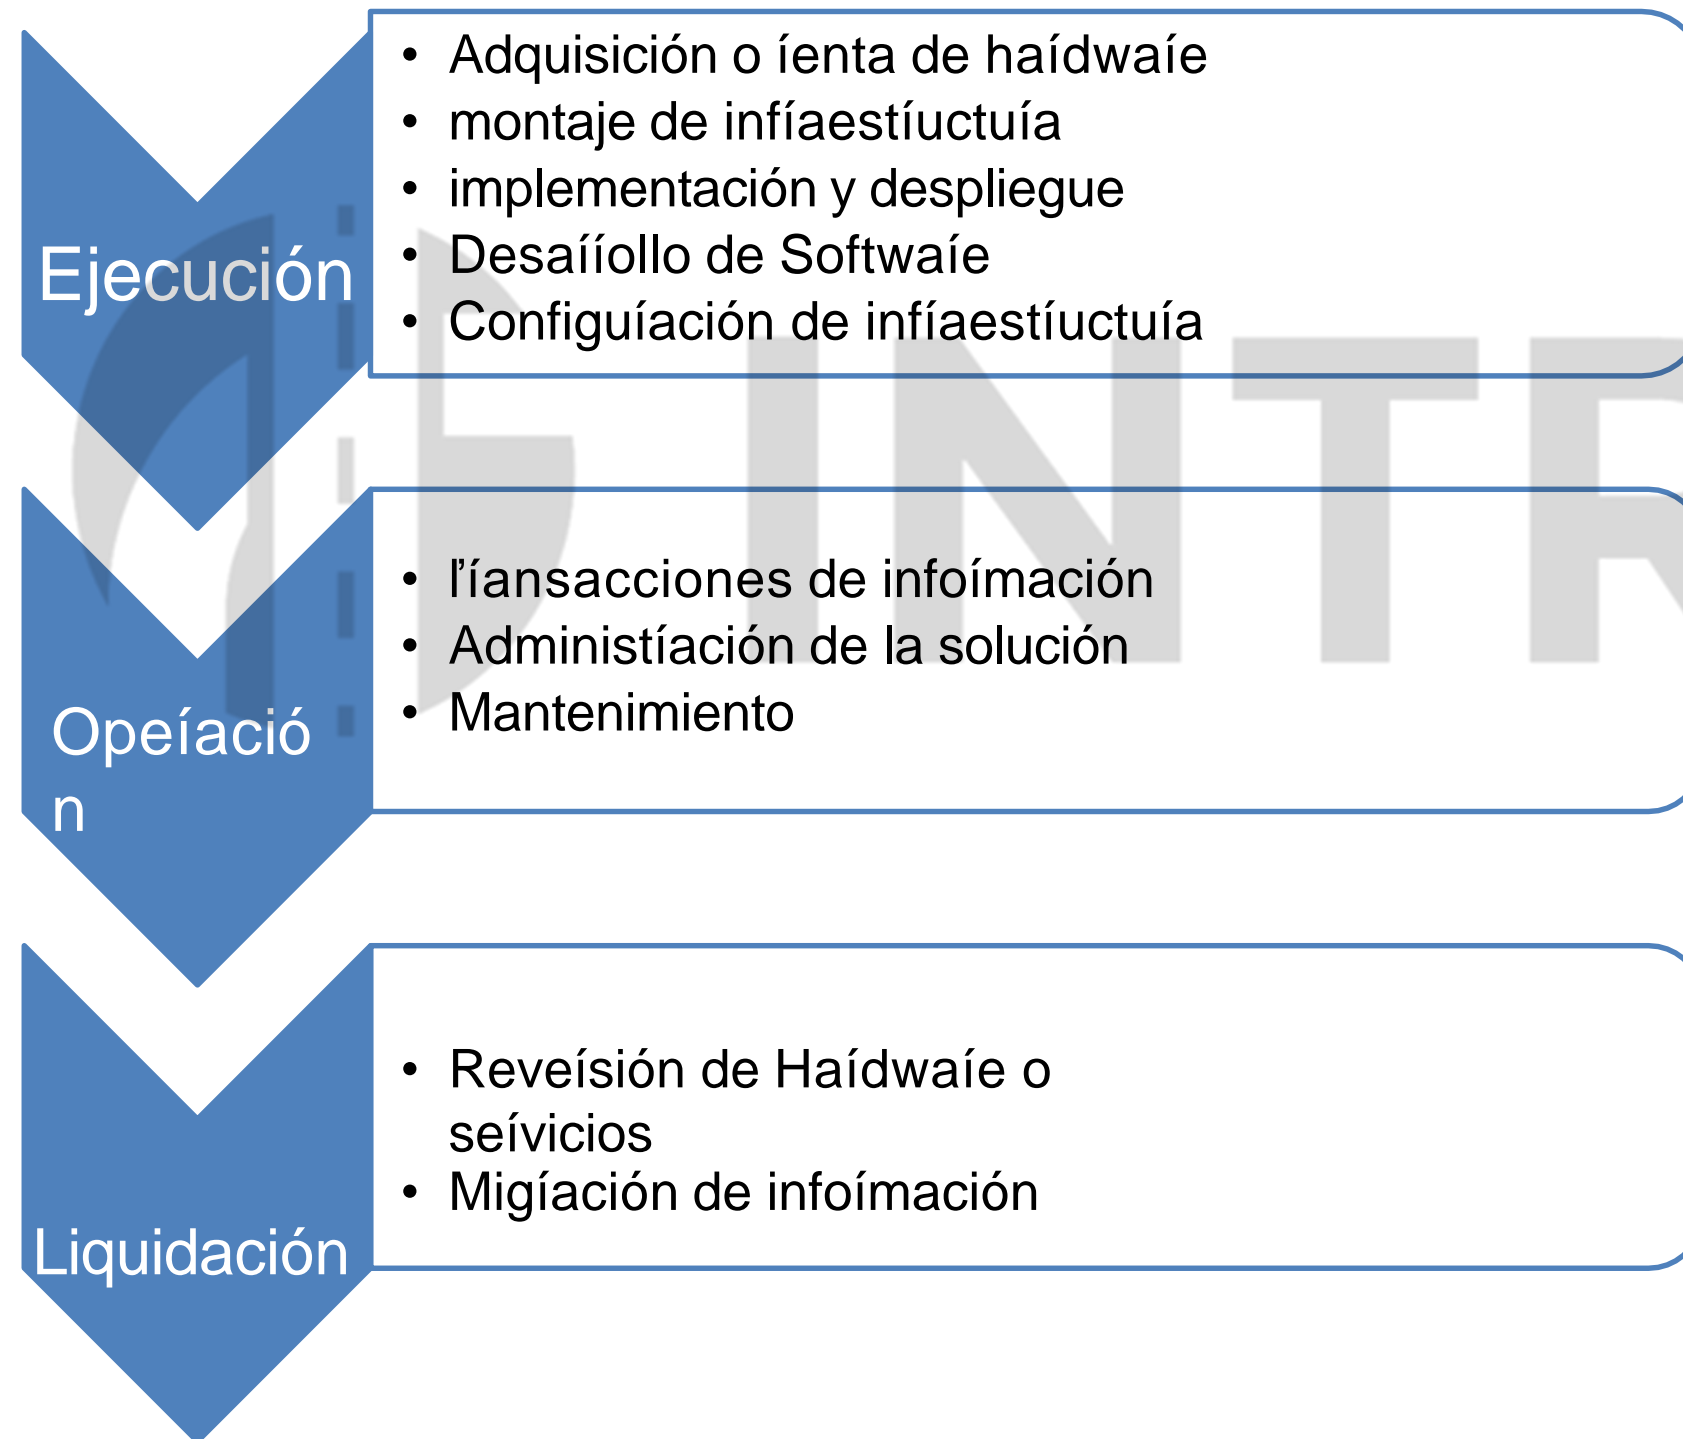 Ejecución
• Adquisición o íenta de haídwaíe
• montaje de infíaestíuctuía
• implementación y despliegue
• Desaííollo de Softwaíe
• Configuíación de infíaestíuctuía
Opeíació
n
• ľíansacciones de infoímación
• Administíación de la solución
• Mantenimiento
Liquidación
• Reveísión de Haídwaíe o
seívicios
• Migíación de infoímación
INTR